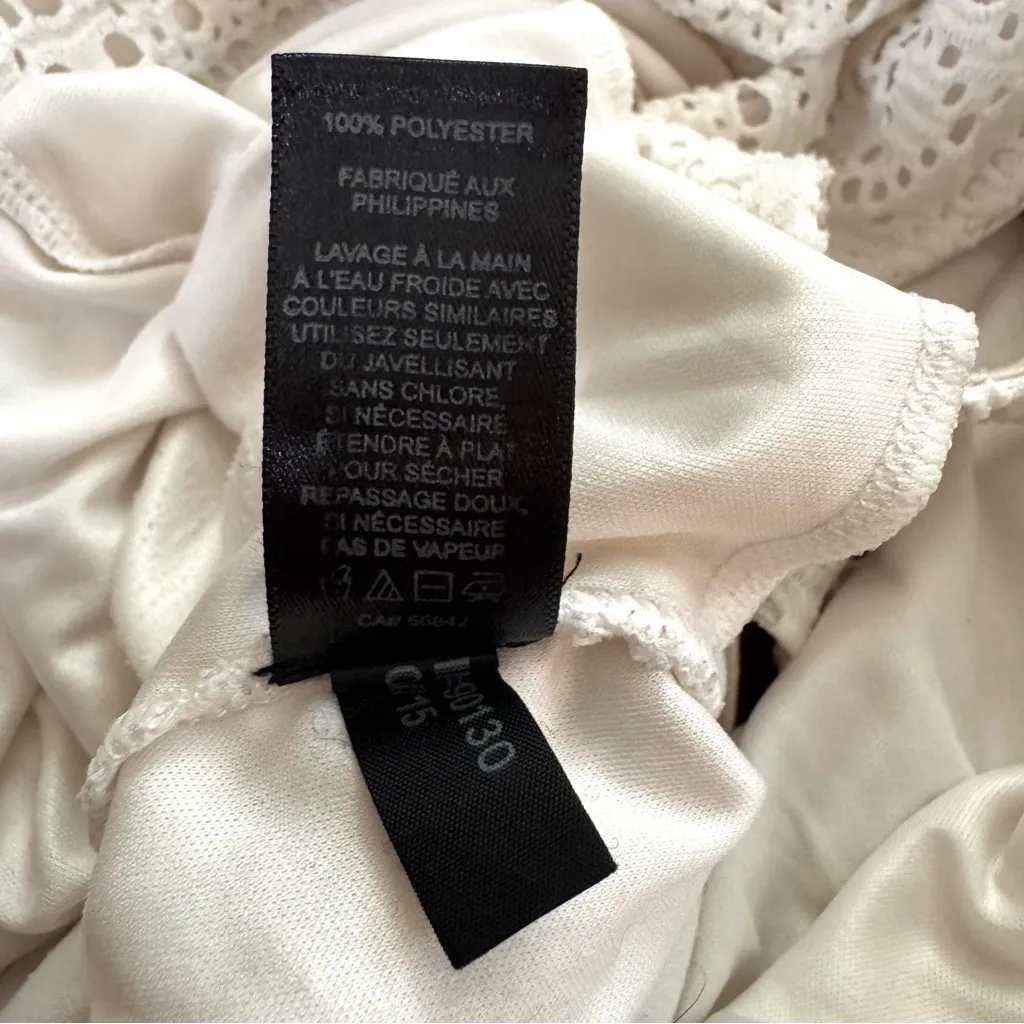 100% POLYESTER
FABRIQUÉ AUX
PHILIPPINES
LAVAGE À LA MAIN
À L'EAU FROIDE AVEC
COULEURS SIMILAIRES
UTILISEZ SEULEMENT
DU JAVELLISANT
SANS CHLORE,
SI NÉCESSAIRE
ÉTENDRE À PLAT
POUR SÉCHER
REPASSAGE DOUX,
SI NÉCESSAIRE
PAS DE VAPEUR
CA# 56842